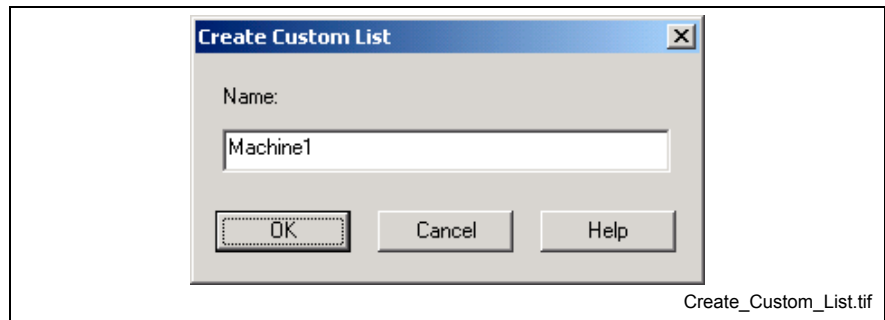 Create Custom List
Name:
Machine1
OK Cancel Help
Create_Custom_List.tif